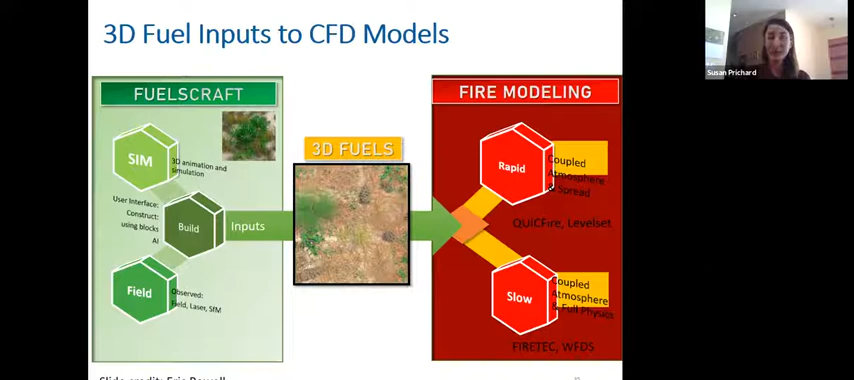 3D Fuel Inputs to CFD Models
Susan Prichard
FUELSCRAFT
SIM
3D animation and
simulation
User Interface:
Construct:
using blocks
AI
Build
Inputs
Field
Observed:
Field, Laser, SfM
3D FUELS
FIRE MODELING
Rapid
Coupled
Atmosphere
& Spread
QUICFire, Levelset
Slow
Coupled
Atmosphere
& Full Physics
FIRETEC, WFDS
Slide credit: Eric Rowell